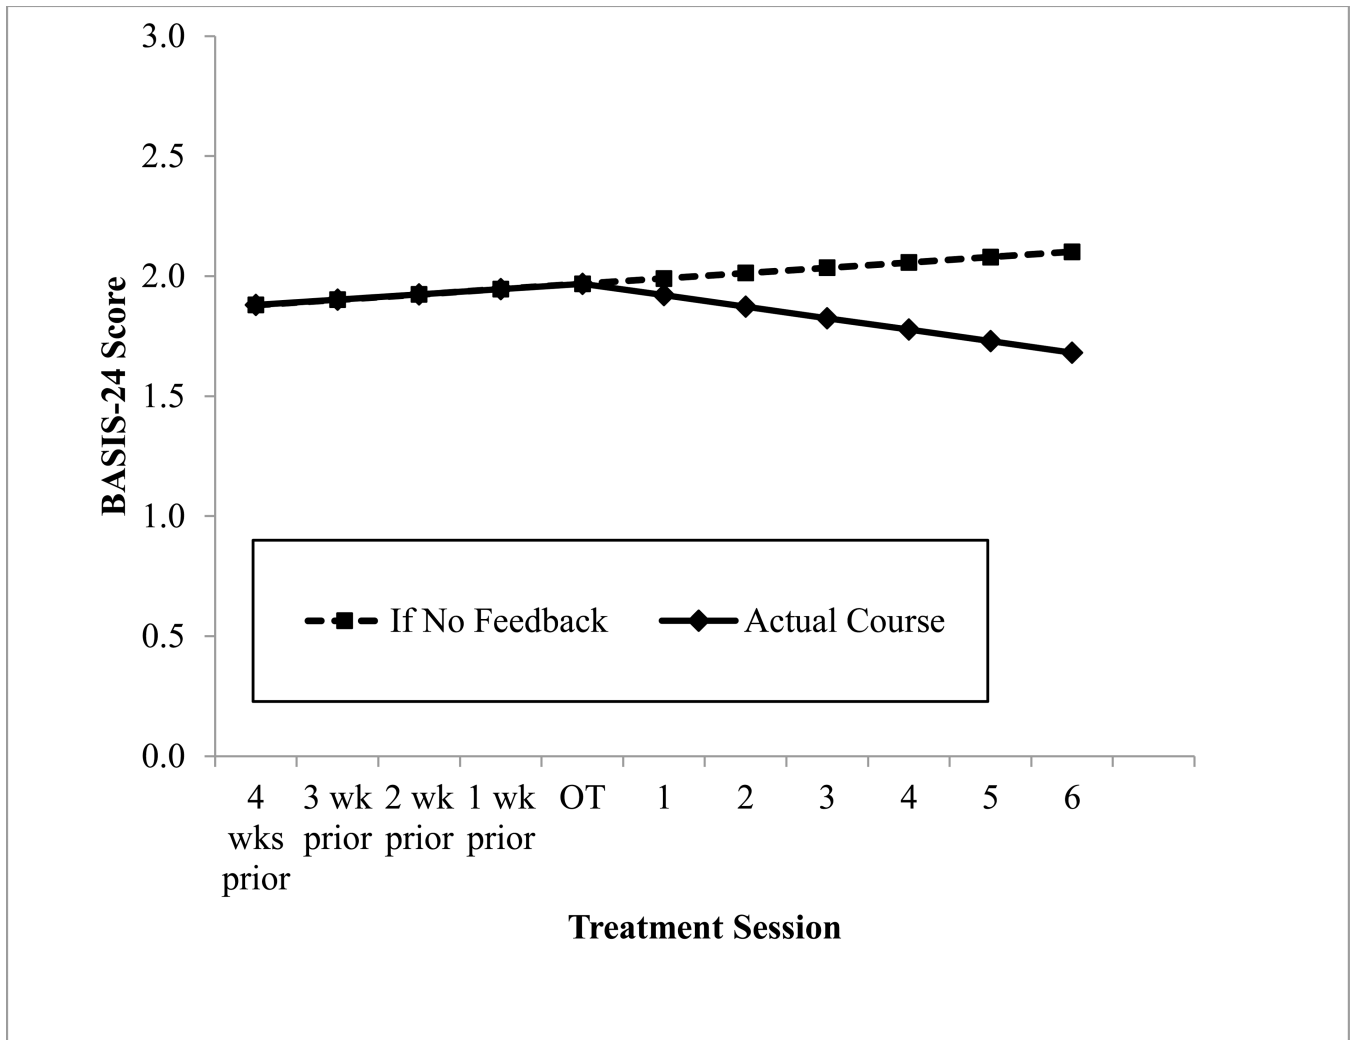 3.0
2.5
2.0
1.5
1.0
0.5
0.0
BASIS-24 Score
If No Feedback
Actual Course
4 3 wk 2 wk 1 wk OT 1 2 3 4 5 6
wks prior prior prior
prior
Treatment Session